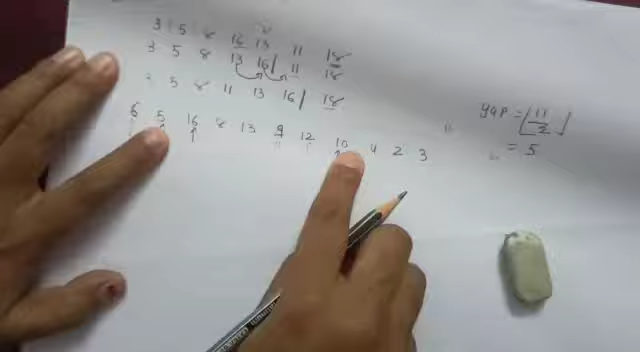 3 5 8 16 13 11 18
3 5 8 13 16 | 11 18
5 8 11 13 16 | 18
6 5 16 8 13 9 12 10 4 2 3
gap = ⌊11/2⌋
= 5